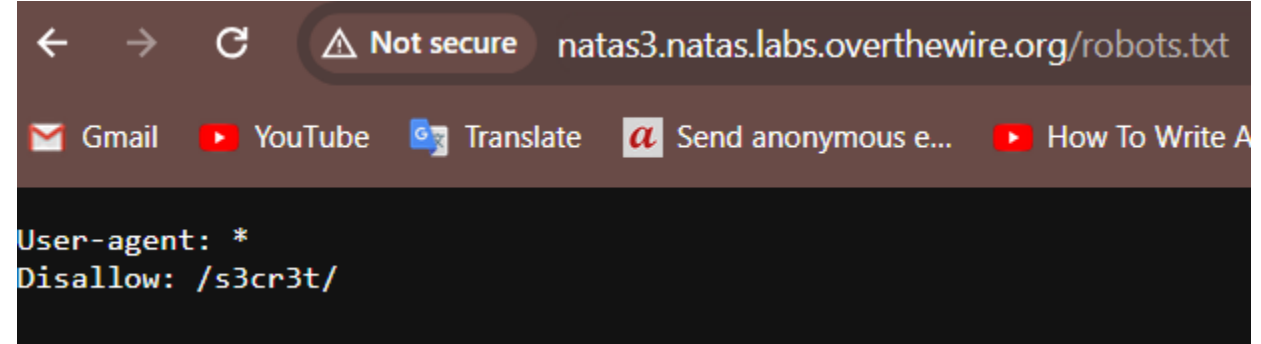 Not secure natas3.natas.labs.overthewire.org/robots.txt
Gmail YouTube Translate a Send anonymous e... How To Write A
User-agent: *
Disallow: /s3cr3t/